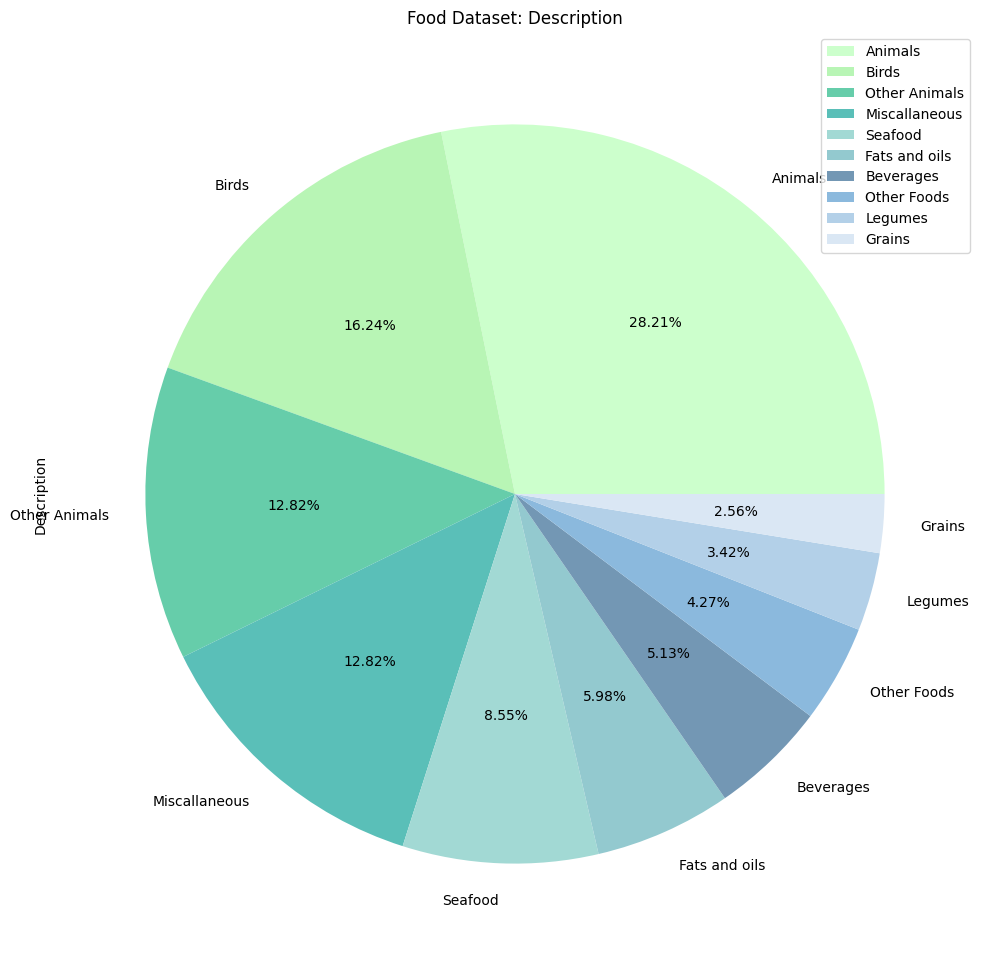 Food Dataset: Description
Animals
Birds
Other Animals
Miscallaneous
Seafood
Fats and oils
Beverages
Other Foods
Legumes
Grains
Animals
Birds
28.21%
16.24%
Description
Other Animals
12.82%
2.56%
Grains
3.42%
Legumes
4.27%
5.13%
12.82%
5.98%
Other Foods
8.55%
Beverages
Miscallaneous
Fats and oils
Seafood